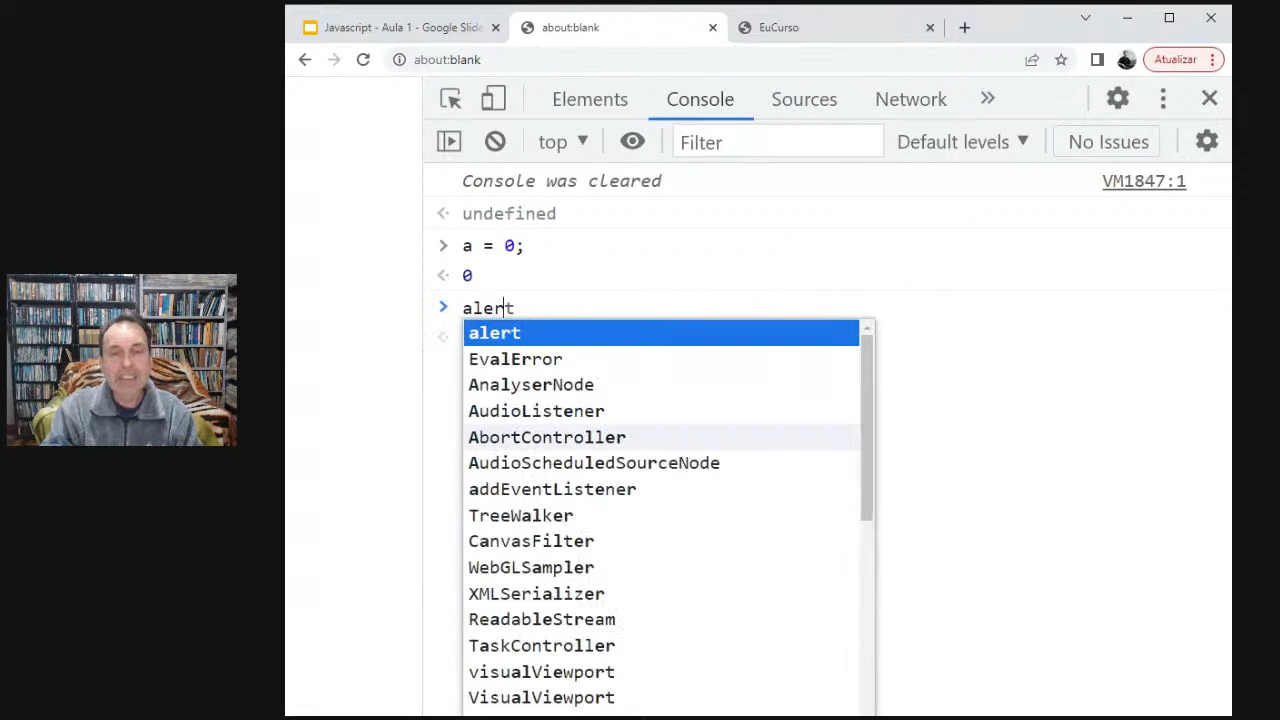 Javascript - Aula 1 - Google Slide
about:blank
EuCurso
about:blank
Atualizar
Elements
Console
Sources
Network
top
Filter
Default levels
No Issues
Console was cleared
VM1847:1
undefined
a = 0;
0
alert
alert
EvalError
AnalyserNode
AudioListener
AbortController
AudioScheduledSourceNode
addEventListener
TreeWalker
CanvasFilter
WebGLSampler
XMLSerializer
ReadableStream
TaskController
visualViewport
VisualViewport